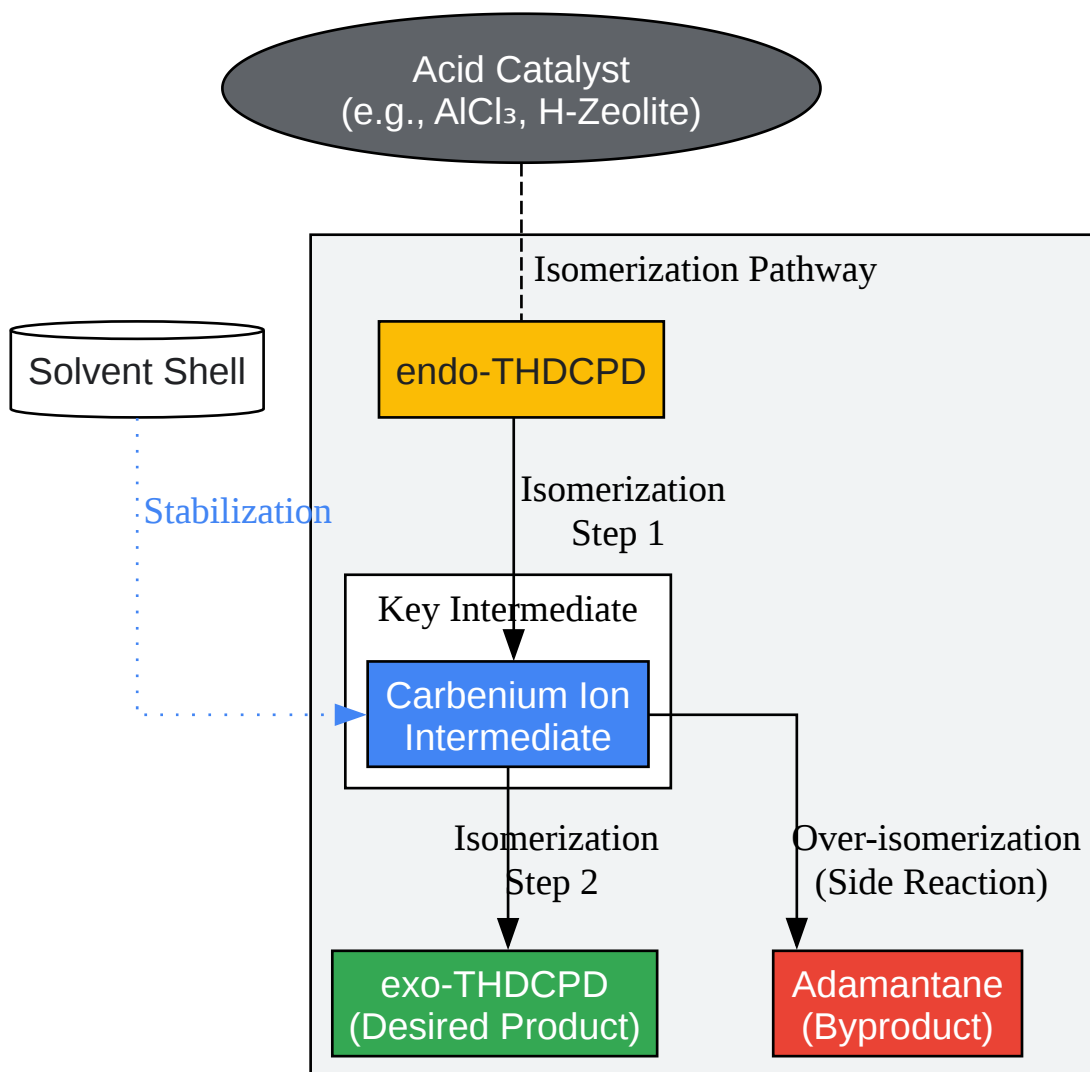 Acid Catalyst
(e.g., AlCl₃, H-Zeolite)
Isomerization Pathway
Solvent Shell
endo-THDCPD
Stabilization
Isomerization
Step 1
Key Intermediate
Carbenium Ion
Intermediate
Isomerization
Step 2
Over-isomerization
(Side Reaction)
exo-THDCPD
(Desired Product)
Adamantane
(Byproduct)